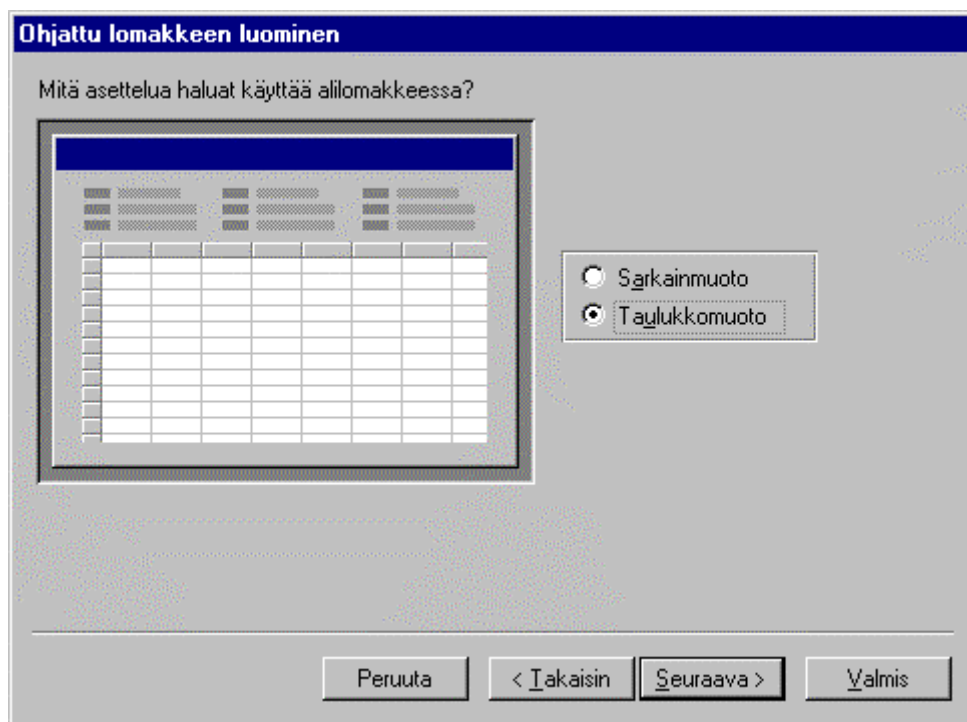 Ohjattu lomakkeen luominen
Mitä asettelua haluat käyttää alilomakkeessa?
Sarkainmuoto
Taulukkomuoto
Peruuta
< Takaisin
Seuraava >
Valmis